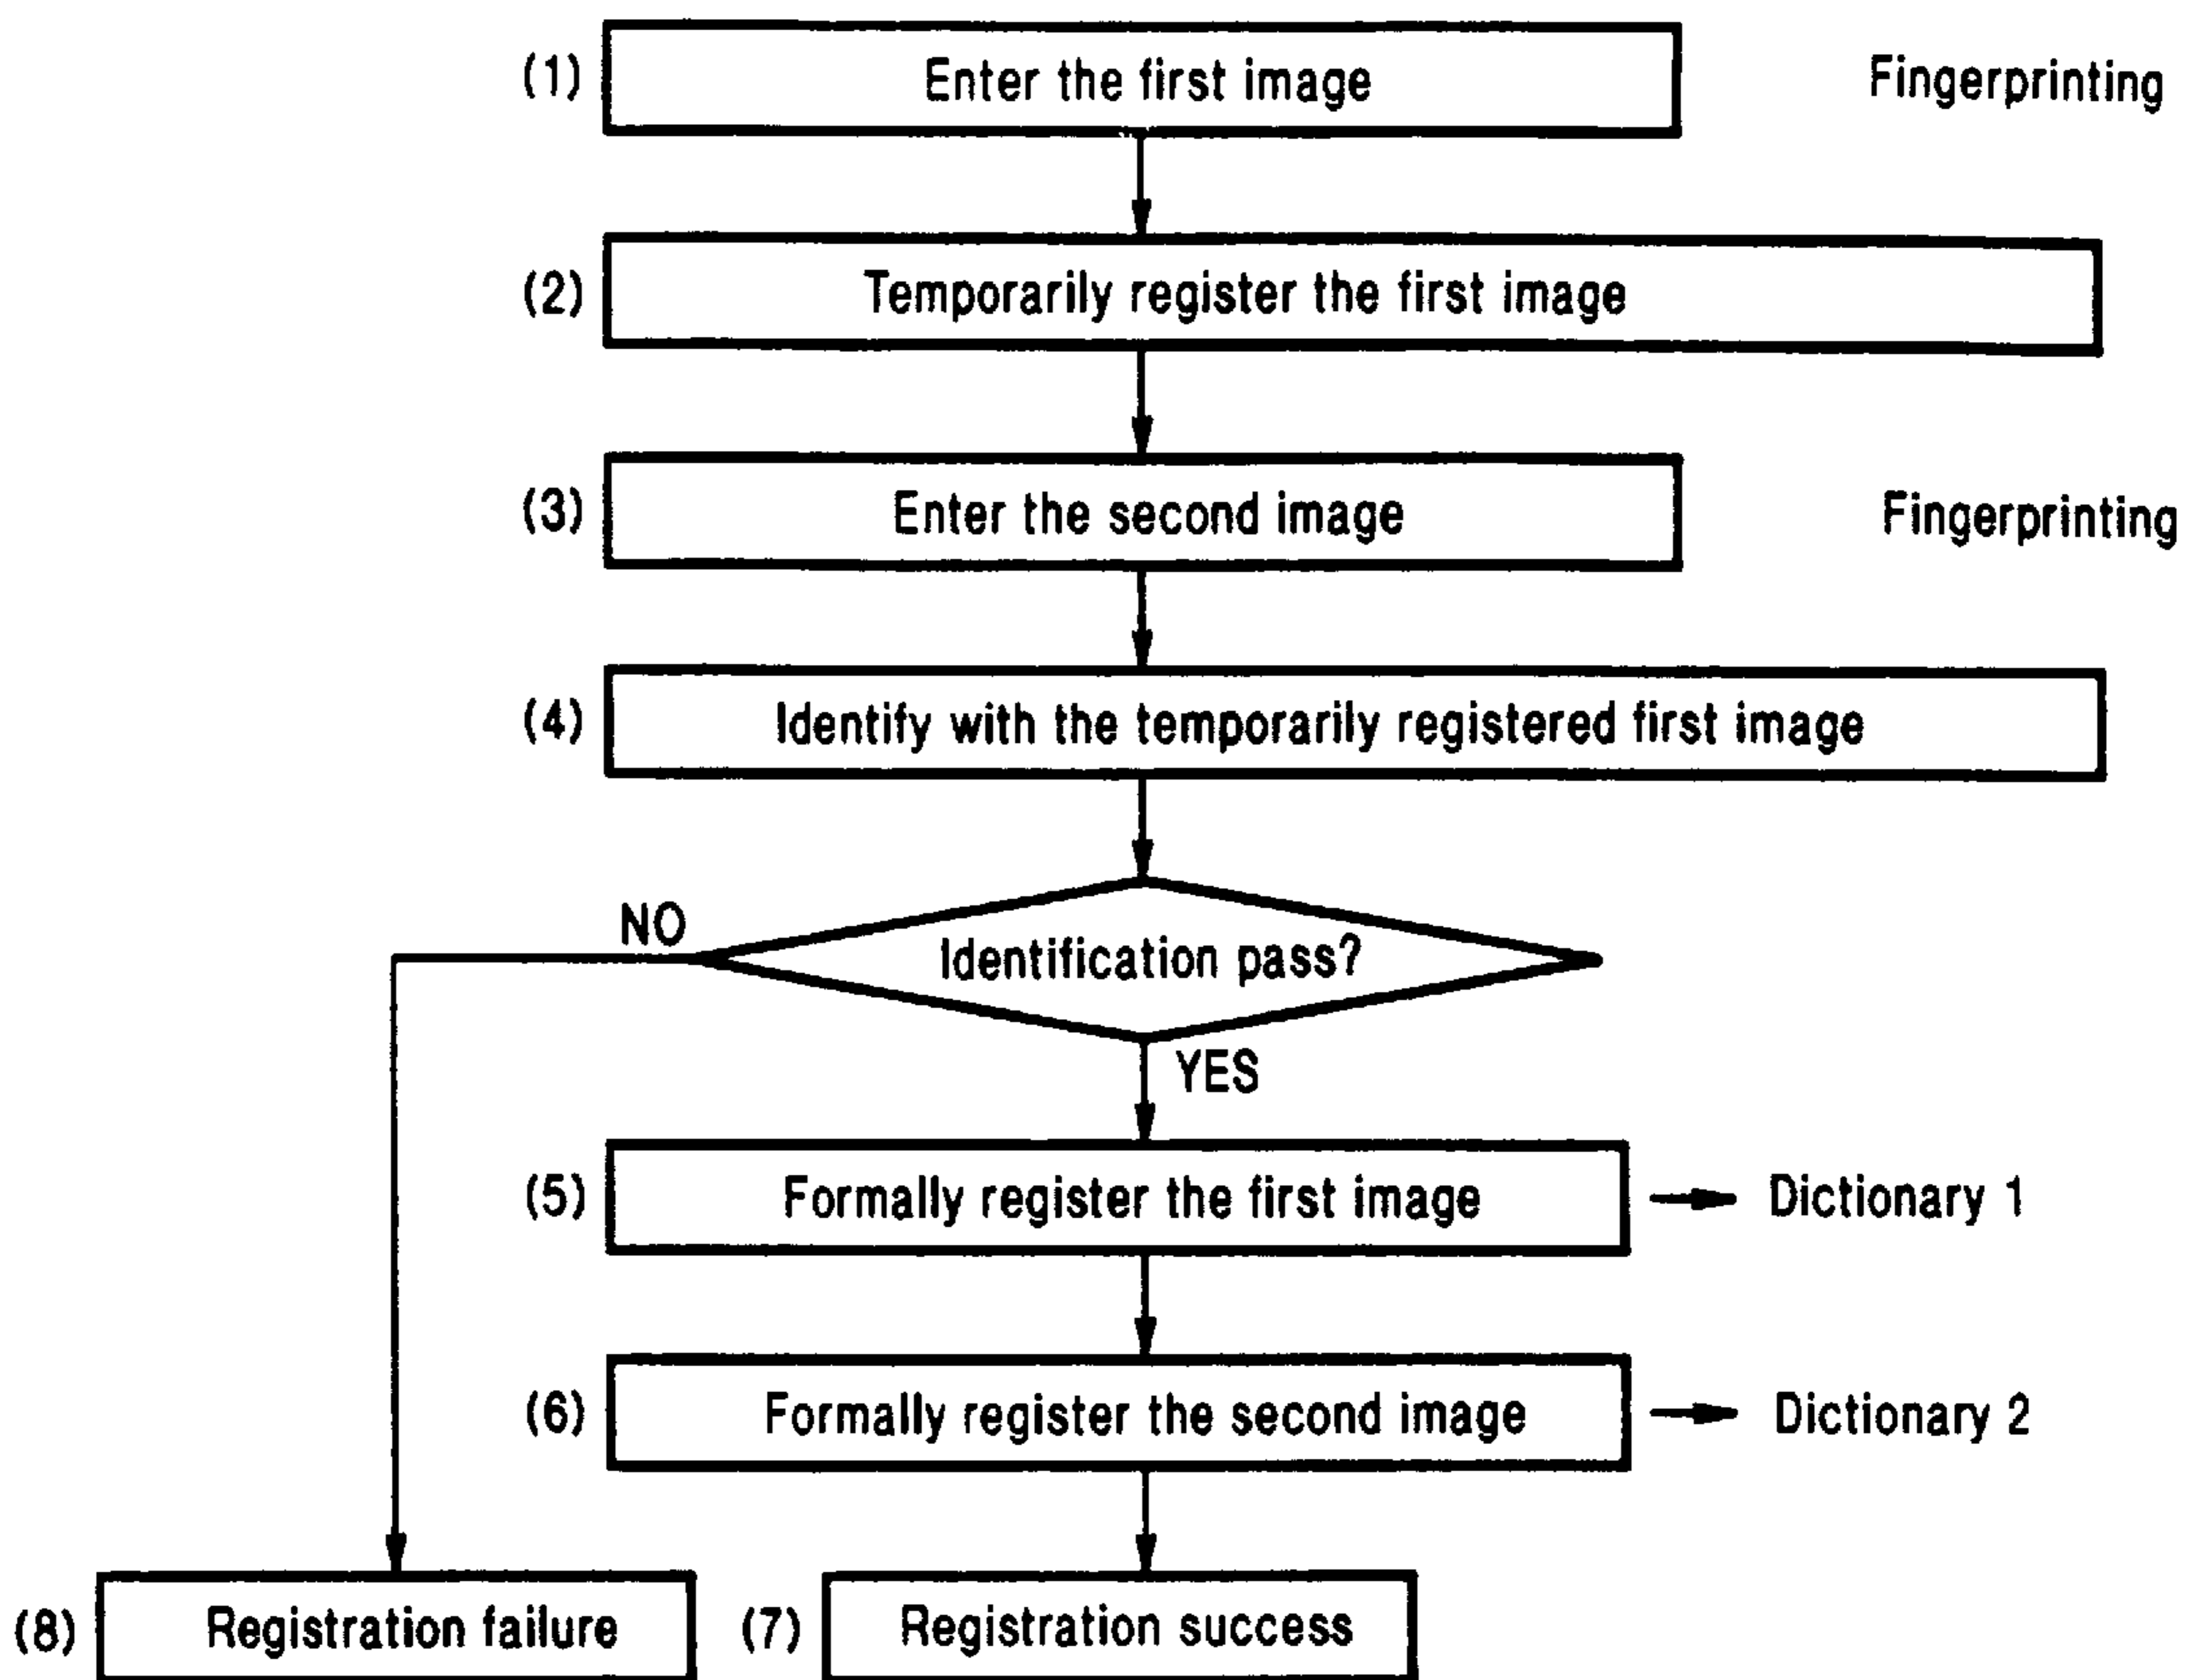 (1) Enter the first image Fingerprinting
(2) Temporarily register the first image
(3) Enter the second image Fingerprinting
(4) Identify with the temporarily registered first image
NO
Identification pass?
YES
(5) Formally register the first image Dictionary 1
(6) Formally register the second image Dictionary 2
(8) Registration failure (7) Registration success